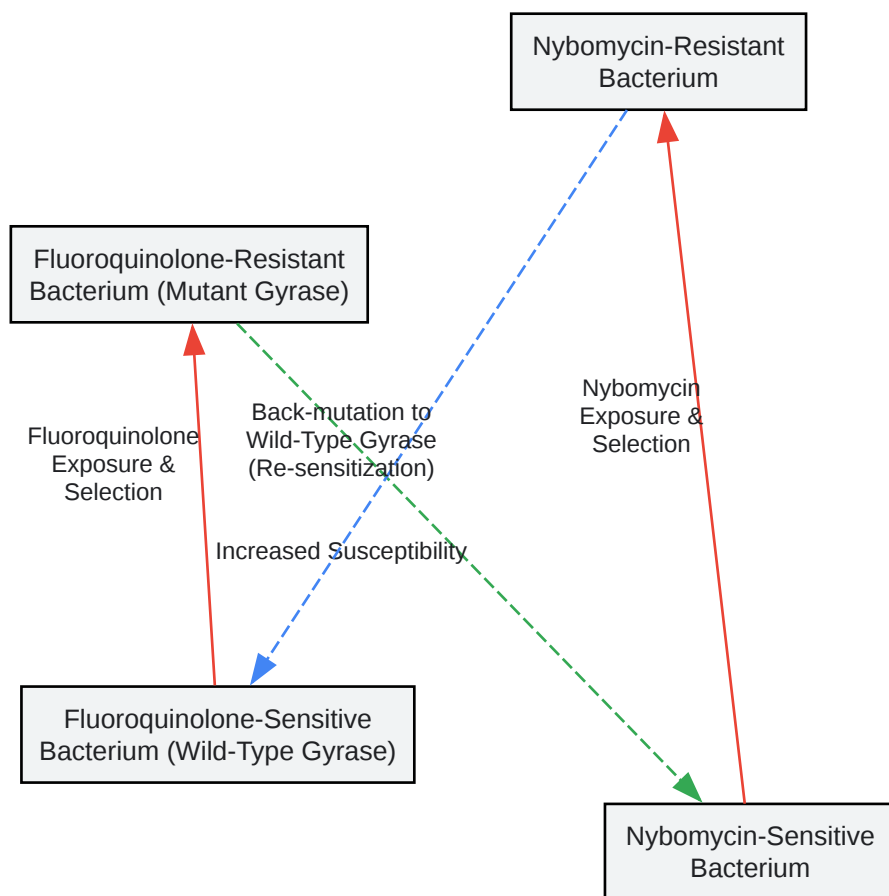 Nybomycin-Resistant
Bacterium
Fluoroquinolone-Resistant
Bacterium (Mutant Gyrase)
Nybomycin
Exposure &
Selection
Back-mutation to
Wild-Type Gyrase
(Re-sensitization)
Fluoroquinolone
Exposure &
Selection
Increased Susceptibility
Fluoroquinolone-Sensitive
Bacterium (Wild-Type Gyrase)
Nybomycin-Sensitive
Bacterium